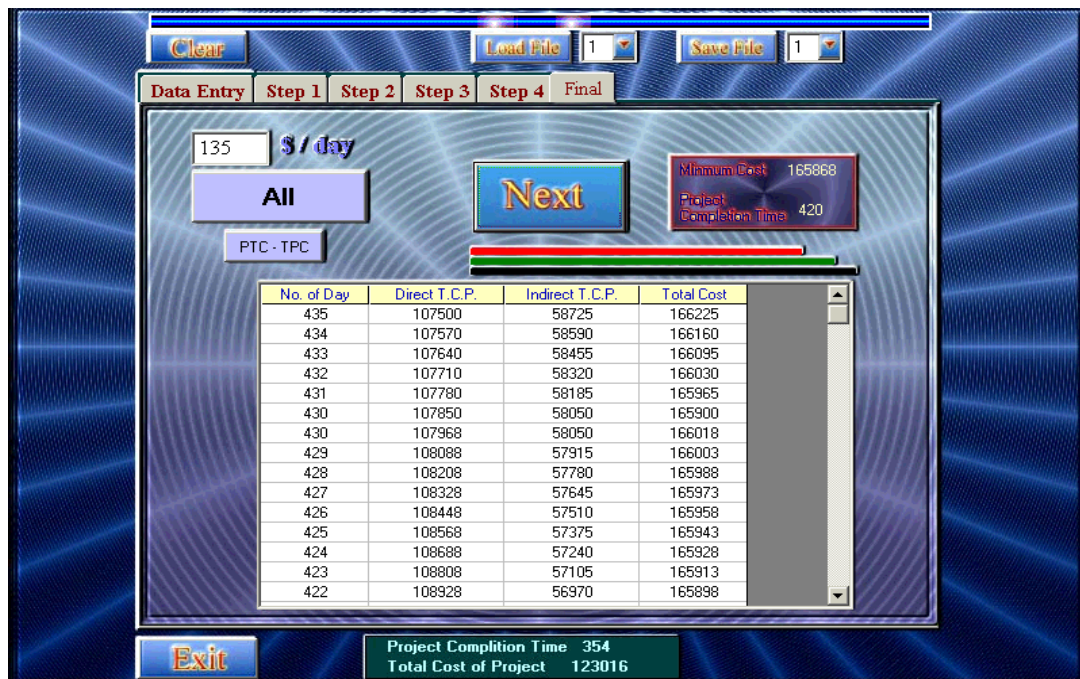 Clear Load File 1 Save File 1
Data Entry Step 1 Step 2 Step 3 Step 4 Final
135 $ / day
All
Next
Minmum Cost 165868
Project
Completion Time 420
PTC - TPC
No. of Day Direct T.C.P. Indirect T.C.P. Total Cost
435 107500 58725 166225
434 107570 58590 166160
433 107640 58455 166095
432 107710 58320 166030
431 107780 58185 165965
430 107850 58050 165900
430 107968 58050 166018
429 108088 57915 166003
428 108208 57780 165988
427 108328 57645 165973
426 108448 57510 165958
425 108568 57375 165943
424 108688 57240 165928
423 108808 57105 165913
422 108928 56970 165898
Exit
Project Complition Time 354
Total Cost of Project 123016